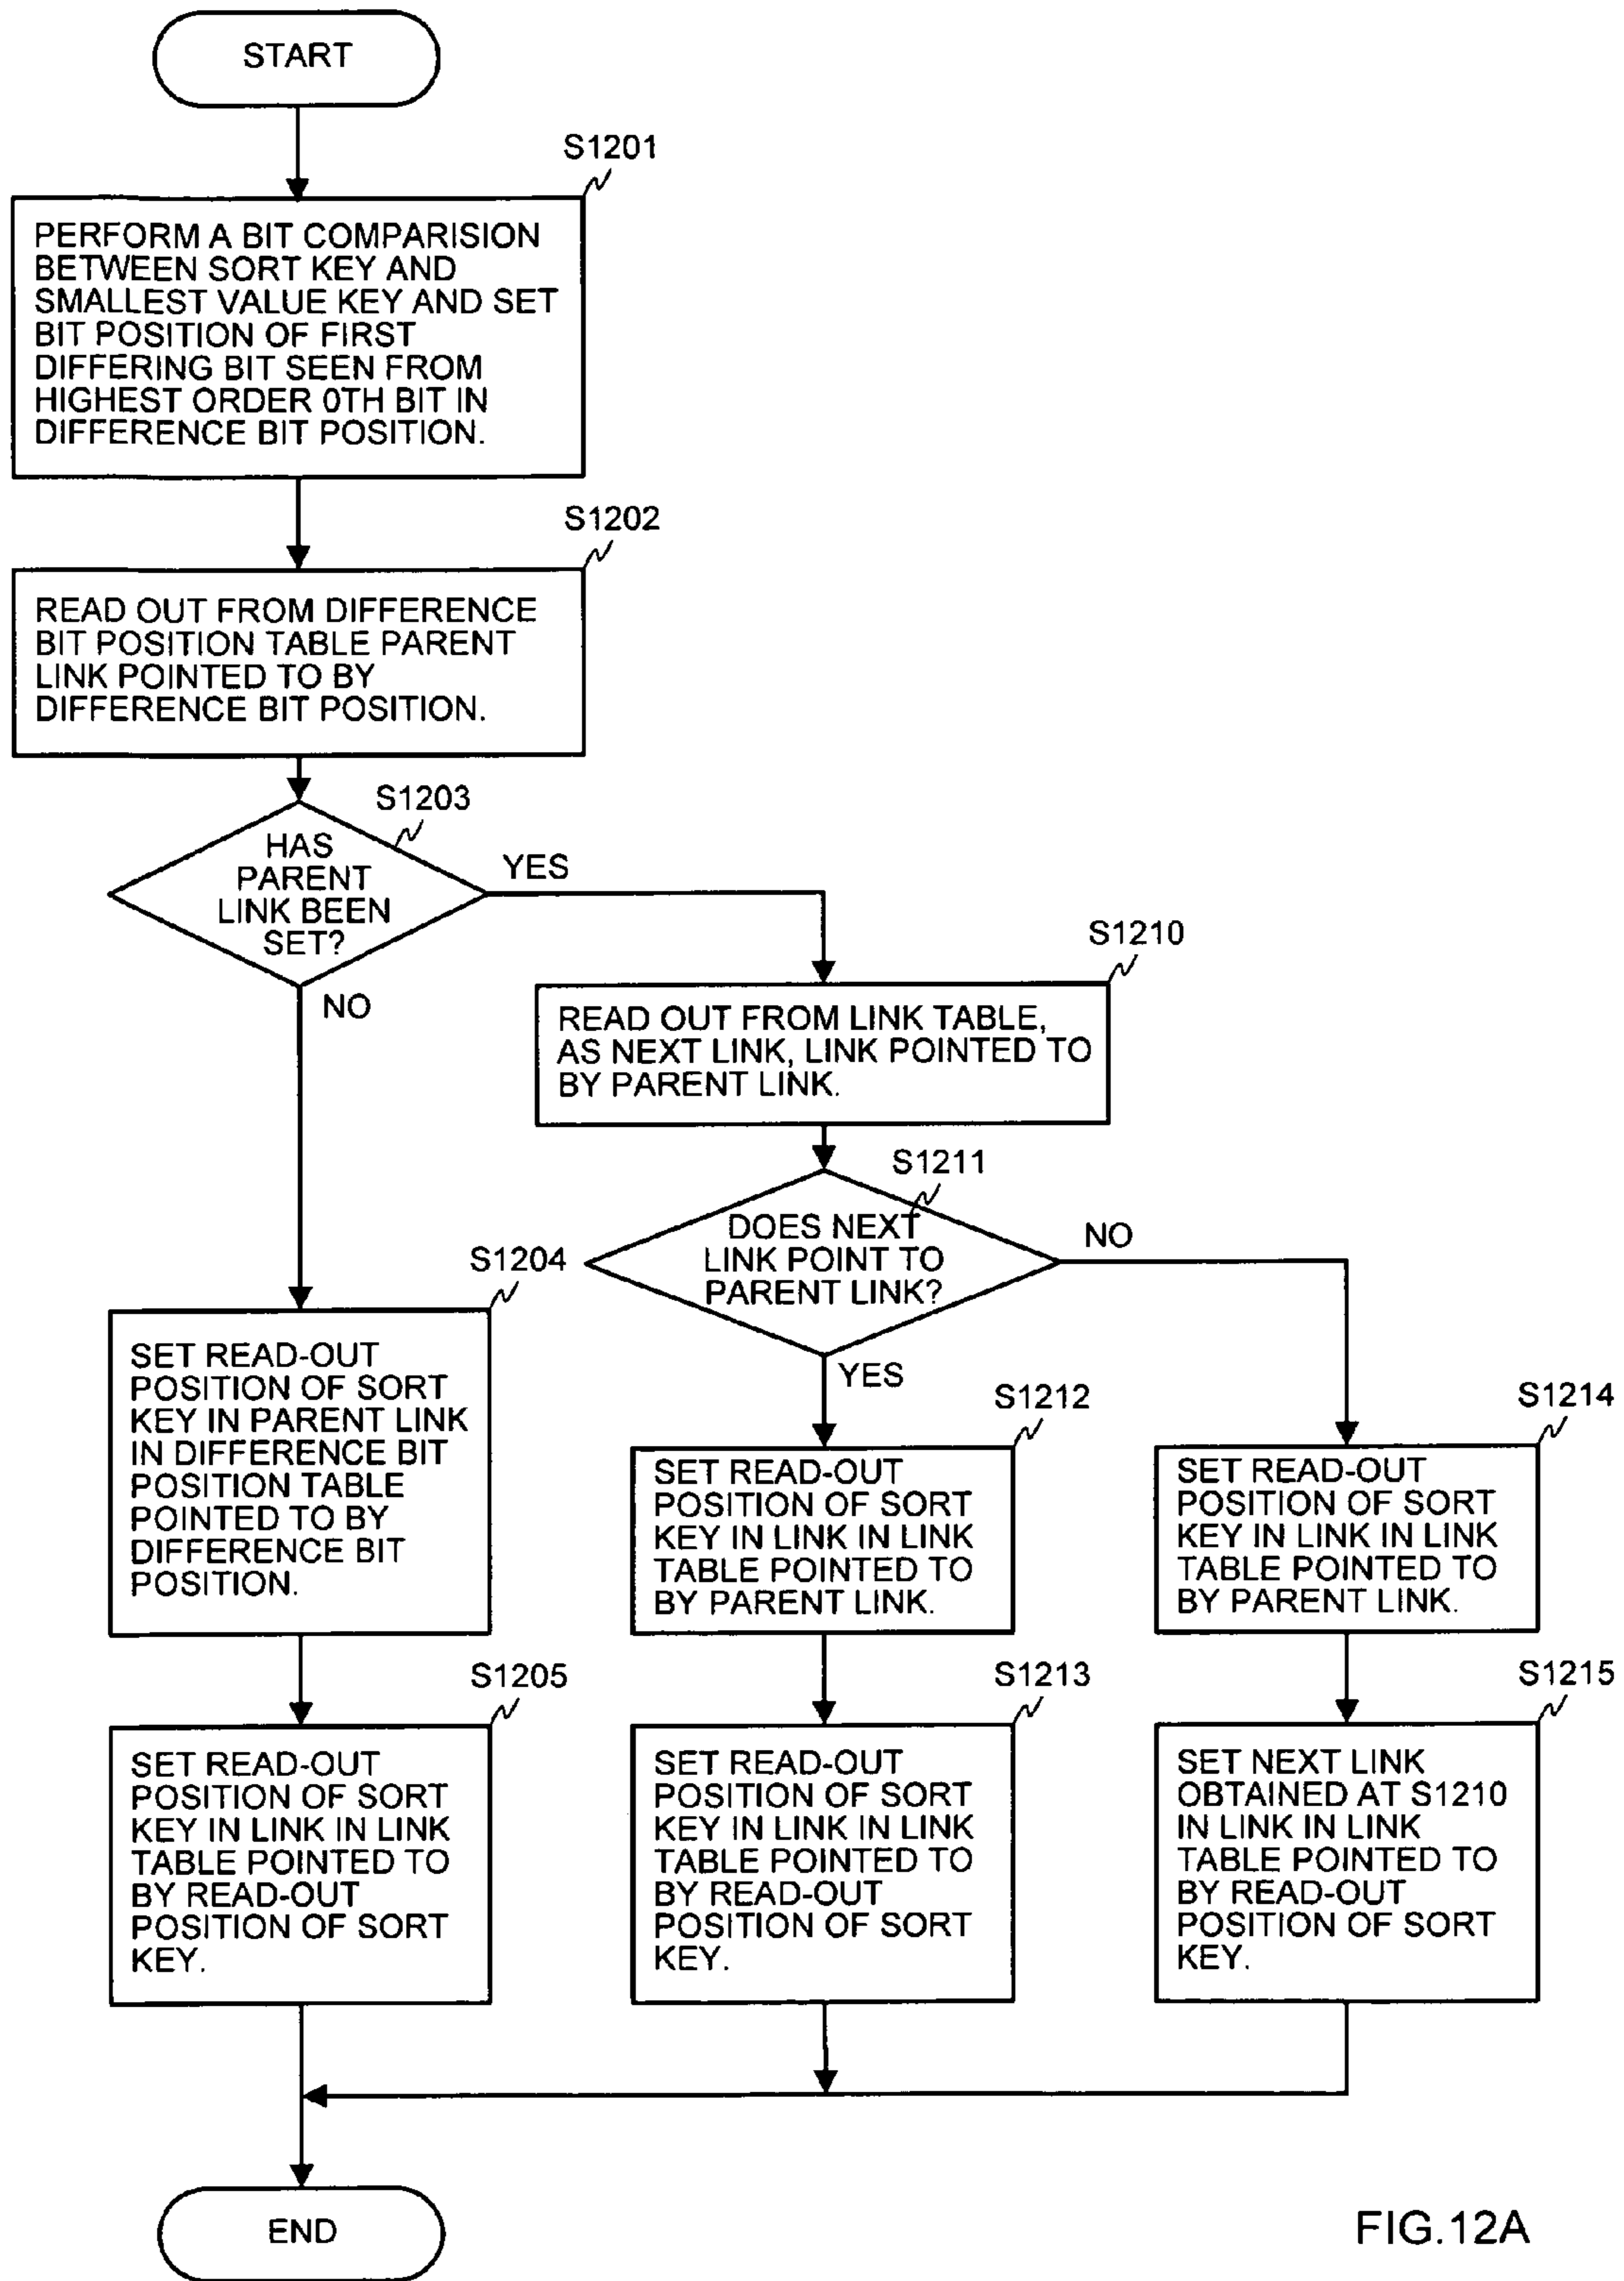 START
S1201
PERFORM A BIT COMPARISION
BETWEEN SORT KEY AND
SMALLEST VALUE KEY AND SET
BIT POSITION OF FIRST
DIFFERING BIT SEEN FROM
HIGHEST ORDER 0TH BIT IN
DIFFERENCE BIT POSITION.
S1202
READ OUT FROM DIFFERENCE
BIT POSITION TABLE PARENT
LINK POINTED TO BY
DIFFERENCE BIT POSITION.
S1203
HAS
PARENT
LINK BEEN
SET?
YES
NO
S1210
READ OUT FROM LINK TABLE,
AS NEXT LINK, LINK POINTED TO
BY PARENT LINK.
S1211
DOES NEXT
LINK POINT TO
PARENT LINK?
NO
YES
S1204
SET READ-OUT
POSITION OF SORT
KEY IN PARENT LINK
IN DIFFERENCE BIT
POSITION TABLE
POINTED TO BY
DIFFERENCE BIT
POSITION.
S1212
SET READ-OUT
POSITION OF SORT
KEY IN LINK IN LINK
TABLE POINTED TO
BY PARENT LINK.
S1214
SET READ-OUT
POSITION OF SORT
KEY IN LINK IN LINK
TABLE POINTED TO
BY PARENT LINK.
S1205
SET READ-OUT
POSITION OF SORT
KEY IN LINK IN LINK
TABLE POINTED TO
BY READ-OUT
POSITION OF SORT
KEY.
S1213
SET READ-OUT
POSITION OF SORT
KEY IN LINK IN LINK
TABLE POINTED TO
BY READ-OUT
POSITION OF SORT
KEY.
S1215
SET NEXT LINK
OBTAINED AT S1210
IN LINK IN LINK
TABLE POINTED TO
BY READ-OUT
POSITION OF SORT
KEY.
END
FIG.12A